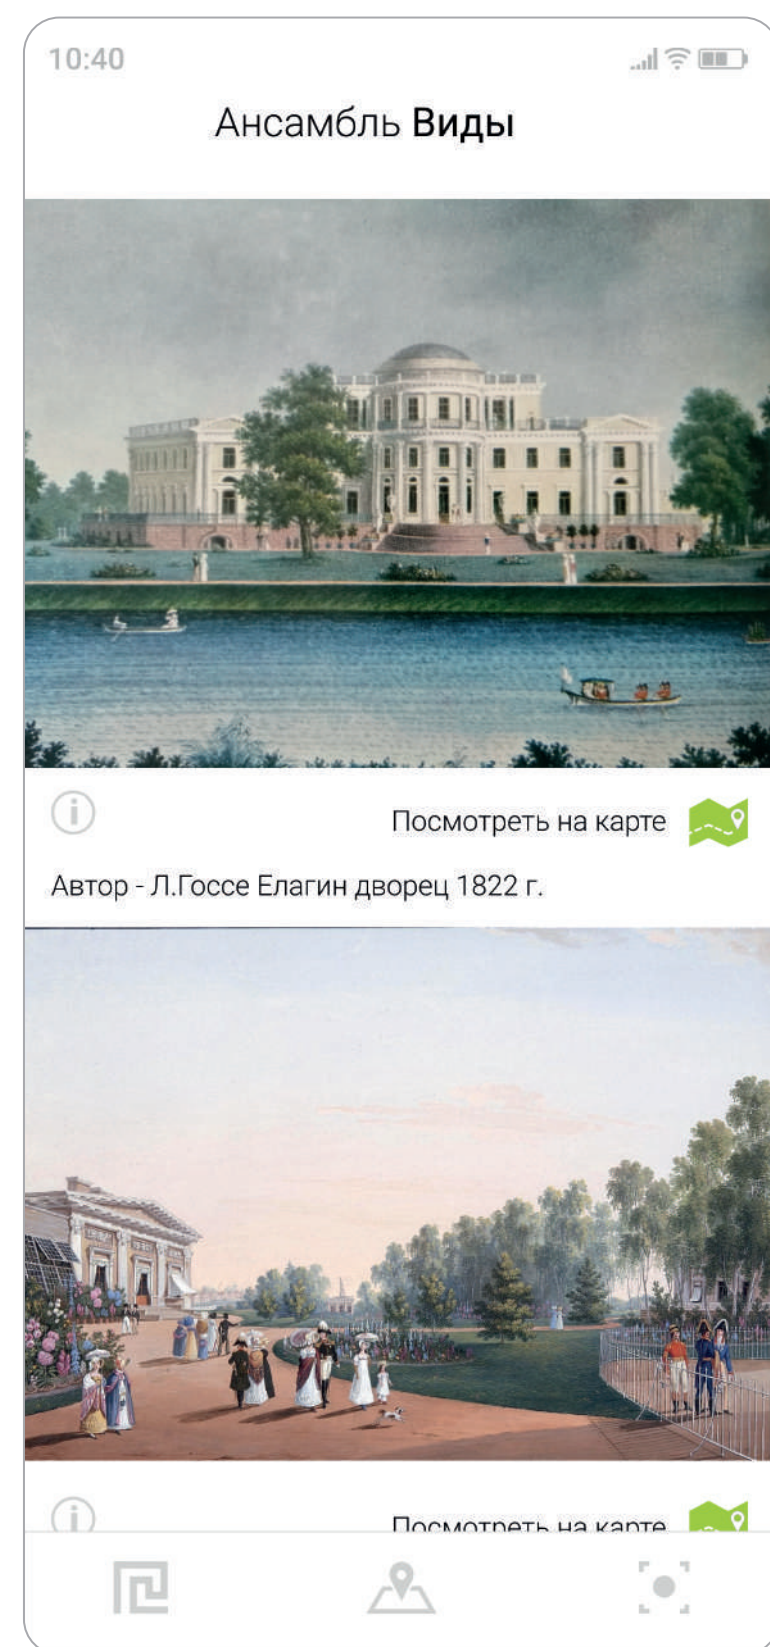 10:40
Ансамбль Виды
Посмотреть на карте
Автор - Л.Госсе Елагин дворец 1822 г.
Посмотреть на карте